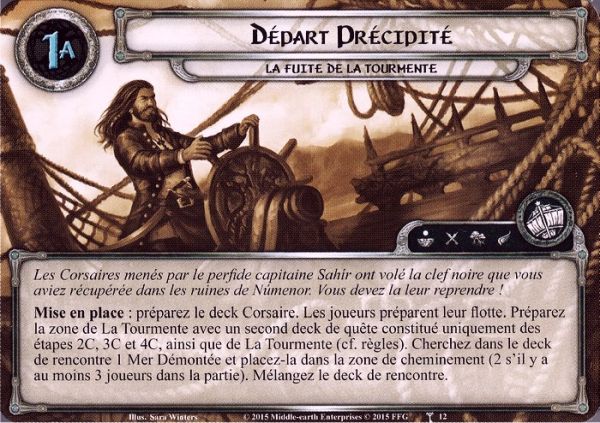 1A
Départ Précipité
La Fuite de la Tourmente
Les Corsaires menés par le perfide capitaine Sahír ont volé la clef noire que vous
aviez récupérée dans les ruines de Númenor. Vous devez la leur reprendre !
Mise en place : préparez le deck Corsaire. Les joueurs préparent leur flotte. Préparez
la zone de La Tourmente avec un second deck de quête constitué uniquement des
étapes 2C, 3C et 4C, ainsi que de La Tourmente (cf. règles). Cherchez dans le deck
de rencontre 1 Mer Démontée et placez-la dans la zone de cheminement (2 s'il y a
au moins 3 joueurs dans la partie). Mélangez le deck de rencontre.
Illus. Sara Winters © 2015 Middle-earth Enterprises © 2015 FFG 12